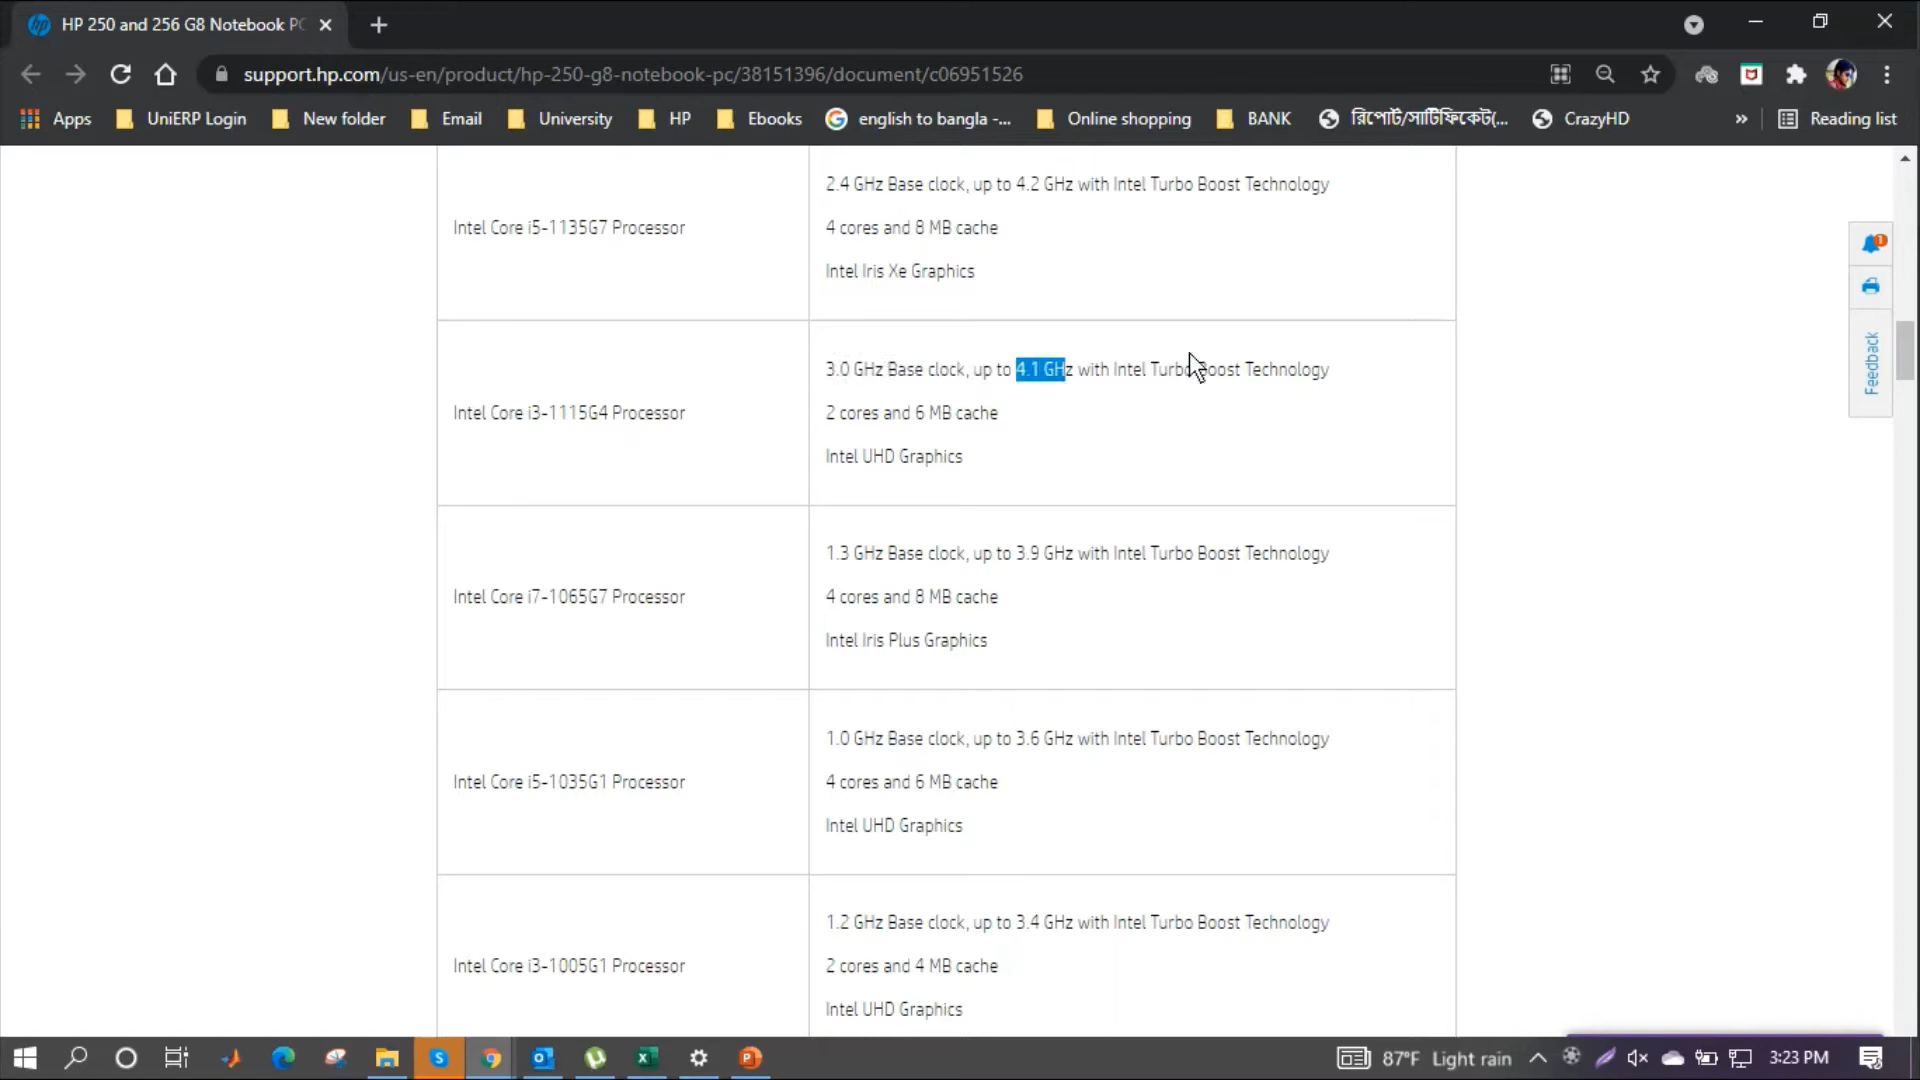 HP 250 and 256 G8 Notebook PC
support.hp.com/us-en/product/hp-250-g8-notebook-pc/38151396/document/c06951526
Apps UniERP Login New folder Email University HP Ebooks english to bangla -... Online shopping BANK রিপোর্ট/সার্টিফিকেট(... CrazyHD » Reading list
2.4 GHz Base clock, up to 4.2 GHz with Intel Turbo Boost Technology
Intel Core i5-1135G7 Processor 4 cores and 8 MB cache
Intel Iris Xe Graphics
3.0 GHz Base clock, up to 4.1 GHz with Intel Turbo Boost Technology
Intel Core i3-1115G4 Processor 2 cores and 6 MB cache
Intel UHD Graphics
1.3 GHz Base clock, up to 3.9 GHz with Intel Turbo Boost Technology
Intel Core i7-1065G7 Processor 4 cores and 8 MB cache
Intel Iris Plus Graphics
1.0 GHz Base clock, up to 3.6 GHz with Intel Turbo Boost Technology
Intel Core i5-1035G1 Processor 4 cores and 6 MB cache
Intel UHD Graphics
1.2 GHz Base clock, up to 3.4 GHz with Intel Turbo Boost Technology
Intel Core i3-1005G1 Processor 2 cores and 4 MB cache
Intel UHD Graphics
1
Feedback
87°F Light rain 3:23 PM